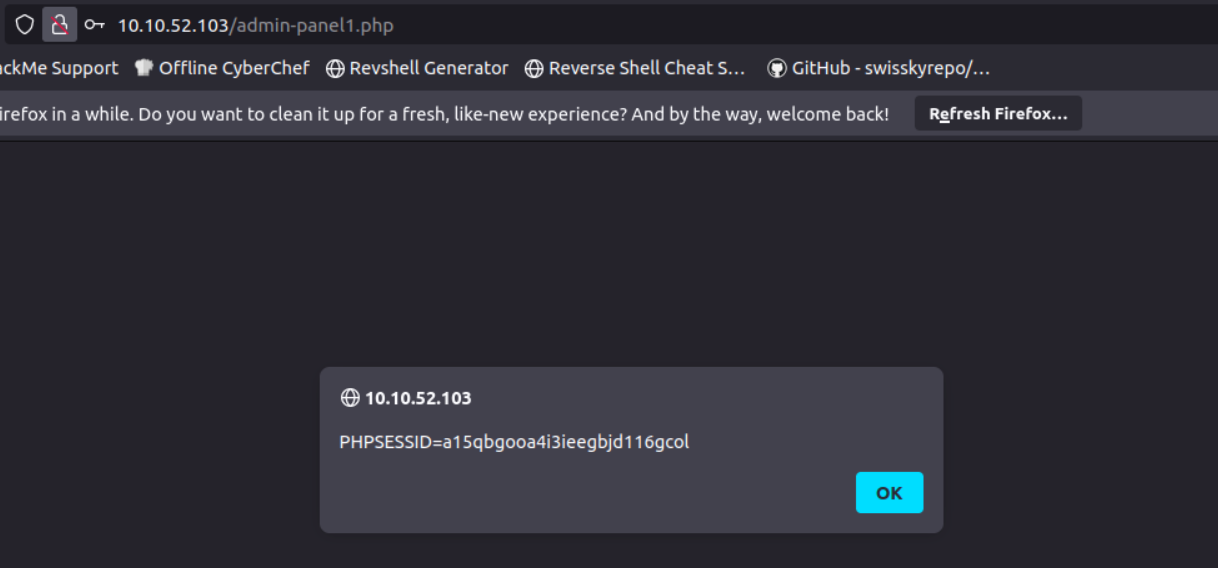 10.10.52.103/admin-panel1.php
ckMe Support Offline CyberChef Revshell Generator Reverse Shell Cheat S... GitHub - swisskyrepo/...
irefox in a while. Do you want to clean it up for a fresh, like-new experience? And by the way, welcome back! Refresh Firefox...
10.10.52.103
PHPSESSID=a15qbgooa4i3ieegbjd116gcol
OK